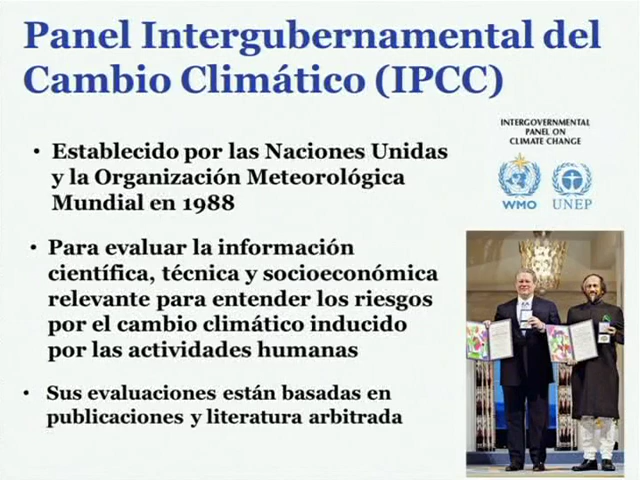 Panel Intergubernamental del
Cambio Climático (IPCC)
INTERGOVERNMENTAL
PANEL ON
CLIMATE CHANGE
WMO UNEP
• Establecido por las Naciones Unidas
y la Organización Meteorológica
Mundial en 1988
• Para evaluar la información
científica, técnica y socioeconómica
relevante para entender los riesgos
por el cambio climático inducido
por las actividades humanas
• Sus evaluaciones están basadas en
publicaciones y literatura arbitrada